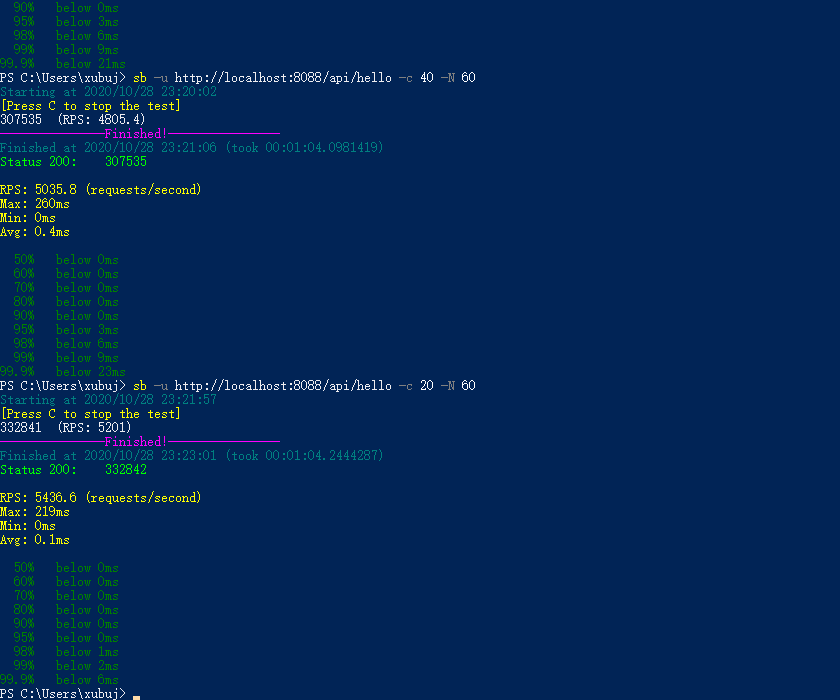 90%   below 0ms
95%   below 3ms
98%   below 6ms
99%   below 9ms
99.9%   below 21ms
PS C:\Users\xubuj> sb -u http://localhost:8088/api/hello -c 40 -N 60
Starting at 2020/10/28 23:20:02
[Press C to stop the test]
307535  (RPS: 4805.4)
---------------Finished!----------------
Finished at 2020/10/28 23:21:06 (took 00:01:04.0981419)
Status 200:    307535
RPS: 5035.8 (requests/second)
Max: 260ms
Min: 0ms
Avg: 0.4ms
50%   below 0ms
60%   below 0ms
70%   below 0ms
80%   below 0ms
90%   below 0ms
95%   below 3ms
98%   below 6ms
99%   below 9ms
99.9%   below 23ms
PS C:\Users\xubuj> sb -u http://localhost:8088/api/hello -c 20 -N 60
Starting at 2020/10/28 23:21:57
[Press C to stop the test]
332841  (RPS: 5201)
---------------Finished!----------------
Finished at 2020/10/28 23:23:01 (took 00:01:04.2444287)
Status 200:    332842
RPS: 5436.6 (requests/second)
Max: 219ms
Min: 0ms
Avg: 0.1ms
50%   below 0ms
60%   below 0ms
70%   below 0ms
80%   below 0ms
90%   below 0ms
95%   below 0ms
98%   below 1ms
99%   below 2ms
99.9%   below 6ms
PS C:\Users\xubuj>